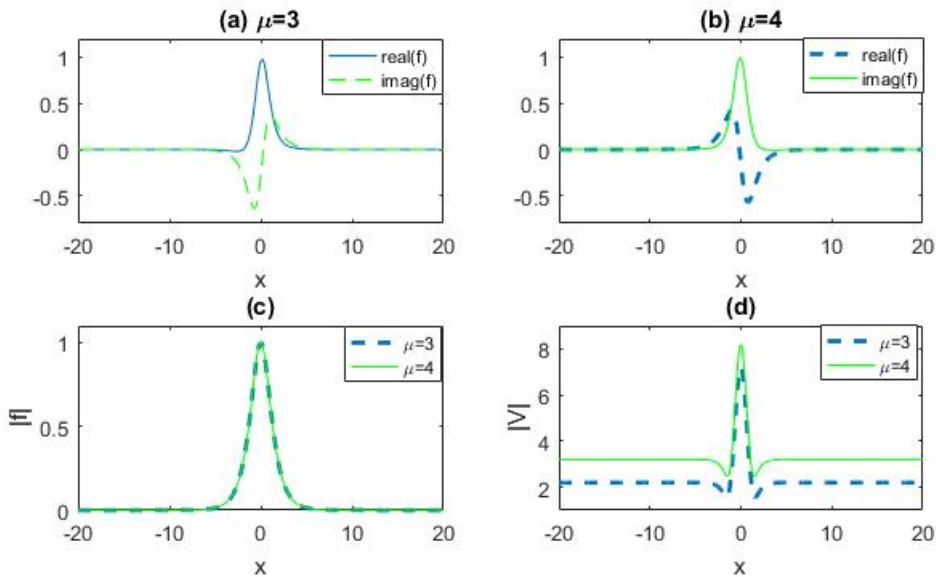 (a) μ=3
1
0.5
0
-0.5
-20 -10 0 10 20
x
real(f)
imag(f)
(b) μ=4
1
0.5
0
-0.5
-20 -10 0 10 20
x
real(f)
imag(f)
(c)
|f|
1
0.5
0
-20 -10 0 10 20
x
μ=3
μ=4
(d)
|V|
8
6
4
2
-20 -10 0 10 20
x
μ=3
μ=4